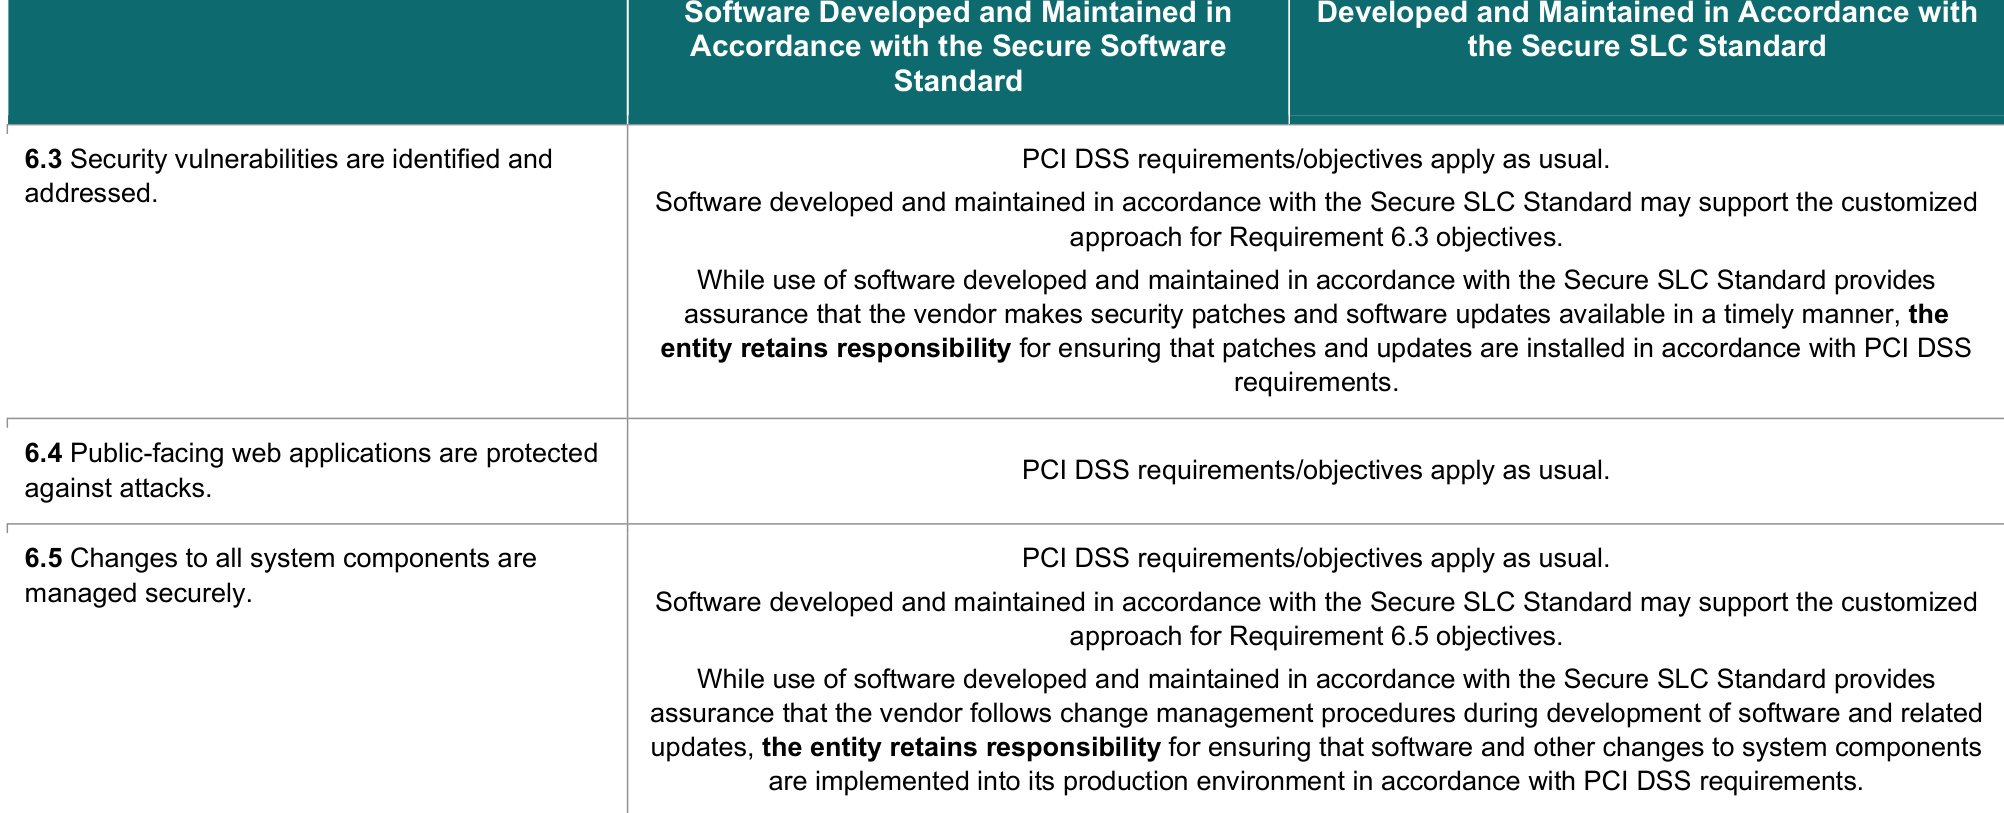 Software Developed and Maintained in
Accordance with the Secure Software
Standard
Developed and Maintained in Accordance with
the Secure SLC Standard
6.3 Security vulnerabilities are identified and
addressed.
PCI DSS requirements/objectives apply as usual.
Software developed and maintained in accordance with the Secure SLC Standard may support the customized
approach for Requirement 6.3 objectives.
While use of software developed and maintained in accordance with the Secure SLC Standard provides
assurance that the vendor makes security patches and software updates available in a timely manner, the
entity retains responsibility for ensuring that patches and updates are installed in accordance with PCI DSS
requirements.
6.4 Public-facing web applications are protected
against attacks.
PCI DSS requirements/objectives apply as usual.
6.5 Changes to all system components are
managed securely.
PCI DSS requirements/objectives apply as usual.
Software developed and maintained in accordance with the Secure SLC Standard may support the customized
approach for Requirement 6.5 objectives.
While use of software developed and maintained in accordance with the Secure SLC Standard provides
assurance that the vendor follows change management procedures during development of software and related
updates, the entity retains responsibility for ensuring that software and other changes to system components
are implemented into its production environment in accordance with PCI DSS requirements.